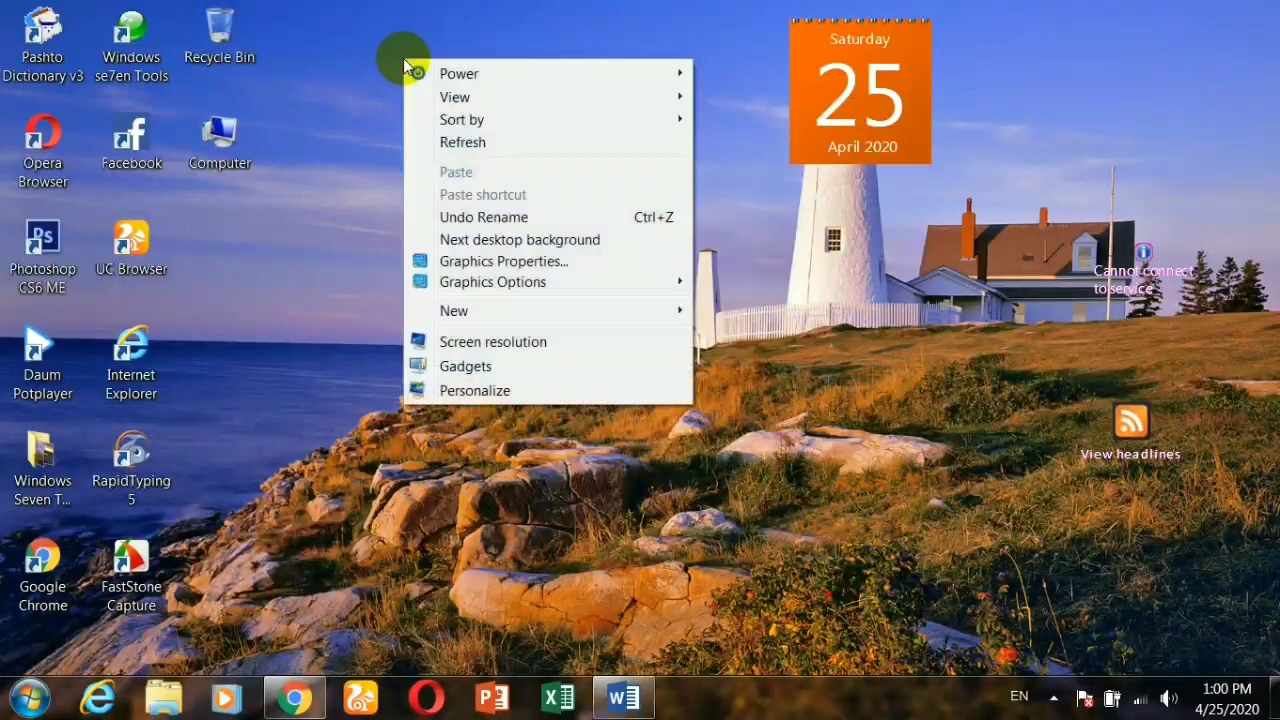 Pashto
Dictionary v3
Windows
se7en Tools
Recycle Bin
Opera
Browser
Facebook
Computer
Ps
Photoshop
CS6 ME
UC Browser
Daum
Potplayer
Internet
Explorer
Windows
Seven T...
RapidTyping
5
Google
Chrome
FastStone
Capture
Power
View
Sort by
Refresh
Paste
Paste shortcut
Undo Rename Ctrl+Z
Next desktop background
Graphics Properties...
Graphics Options
New
Screen resolution
Gadgets
Personalize
Saturday
25
April 2020
Cannot connect
to service
View headlines
EN
1:00 PM
4/25/2020